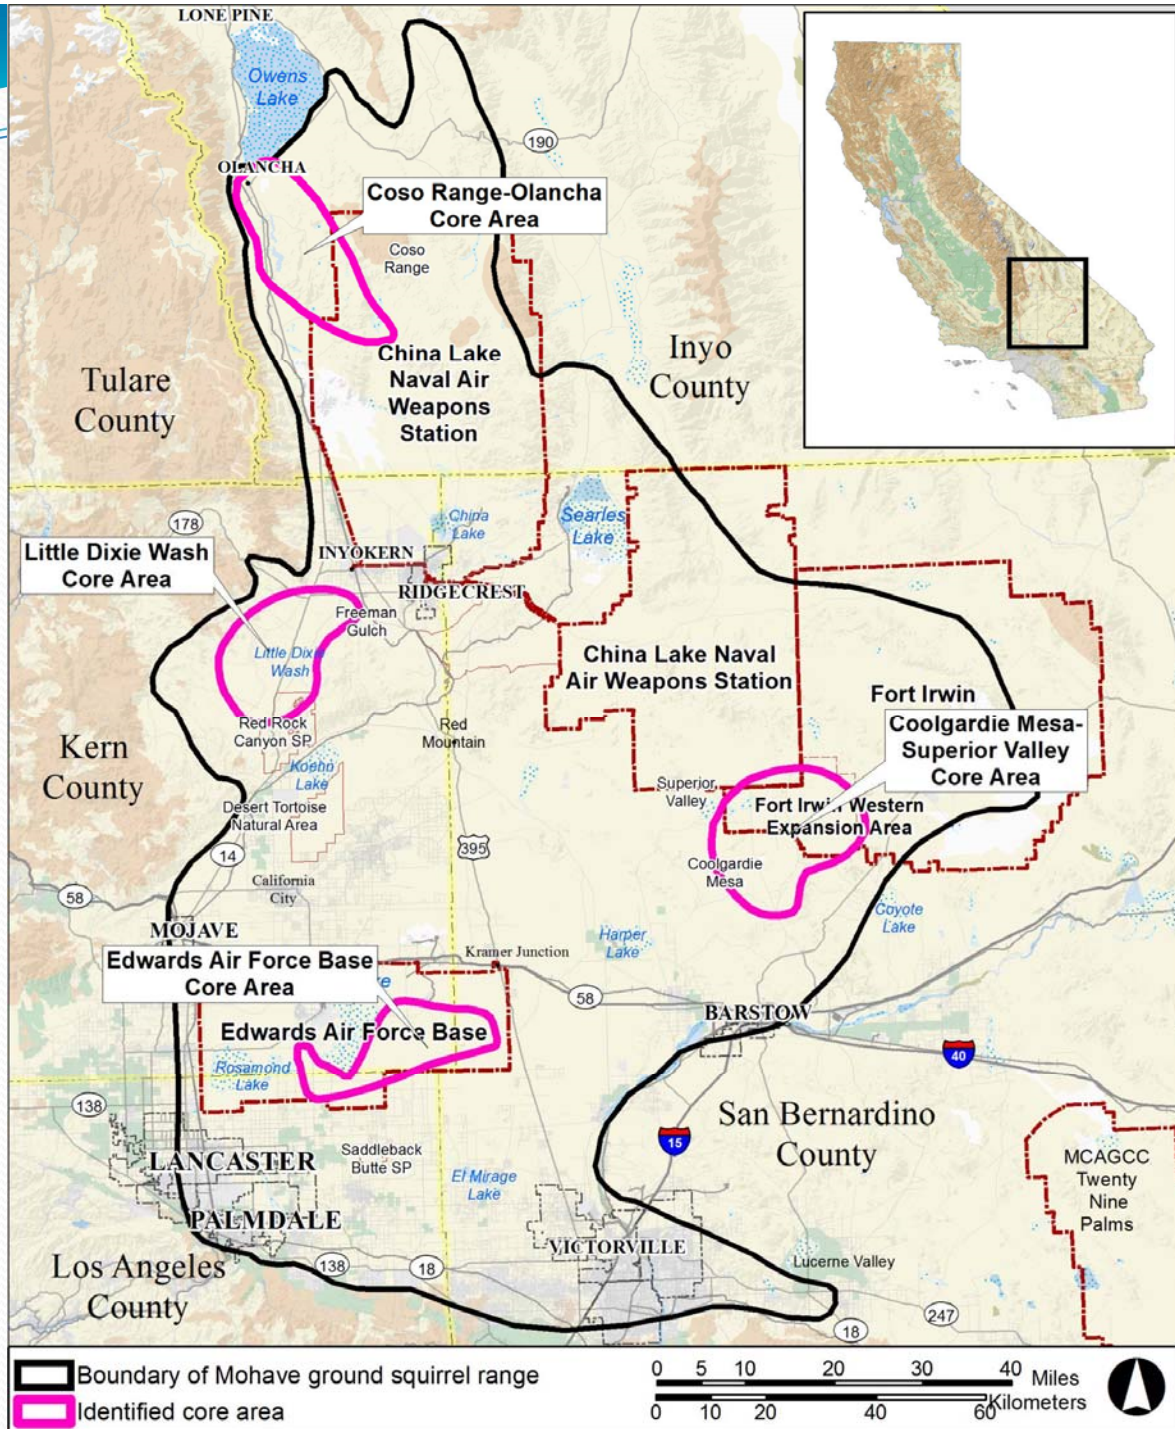 LONE PINE
Owens
Lake
190
OLANCHA
Coso Range-Olancha
Core Area
Coso
Range
China Lake
Naval Air
Weapons
Station
Inyo
County
Tulare
County
178
China
Lake
Searles
Lake
Little Dixie Wash
Core Area
INYOKERN
RIDGECREST
Freeman
Gulch
Little Dixie
Wash
China Lake Naval
Air Weapons Station
Fort Irwin
Red Rock
Canyon SP
Red
Mountain
Coolgardie Mesa-
Superior Valley
Core Area
Kern
County
Koehn
Lake
Superior
Valley
Fort Irwin Western
Expansion Area
Desert Tortoise
Natural Area
14
395
Coolgardie
Mesa
California
City
58
Coyote
Lake
MOJAVE
Harper
Lake
Kramer Junction
Edwards Air Force Base
Core Area
58
BARSTOW
Edwards Air Force Base
40
Rosamond
Lake
138
San Bernardino
County
15
LANCASTER
Saddleback
Butte SP
El Mirage
Lake
MCAGCC
Twenty
Nine
Palms
PALMDALE
VICTORVILLE
Lucerne Valley
Los Angeles
County
138
18
247
18
Boundary of Mohave ground squirrel range
Identified core area
0 5 10 20 30 40 Miles
Kilometers
0 10 20 40 60